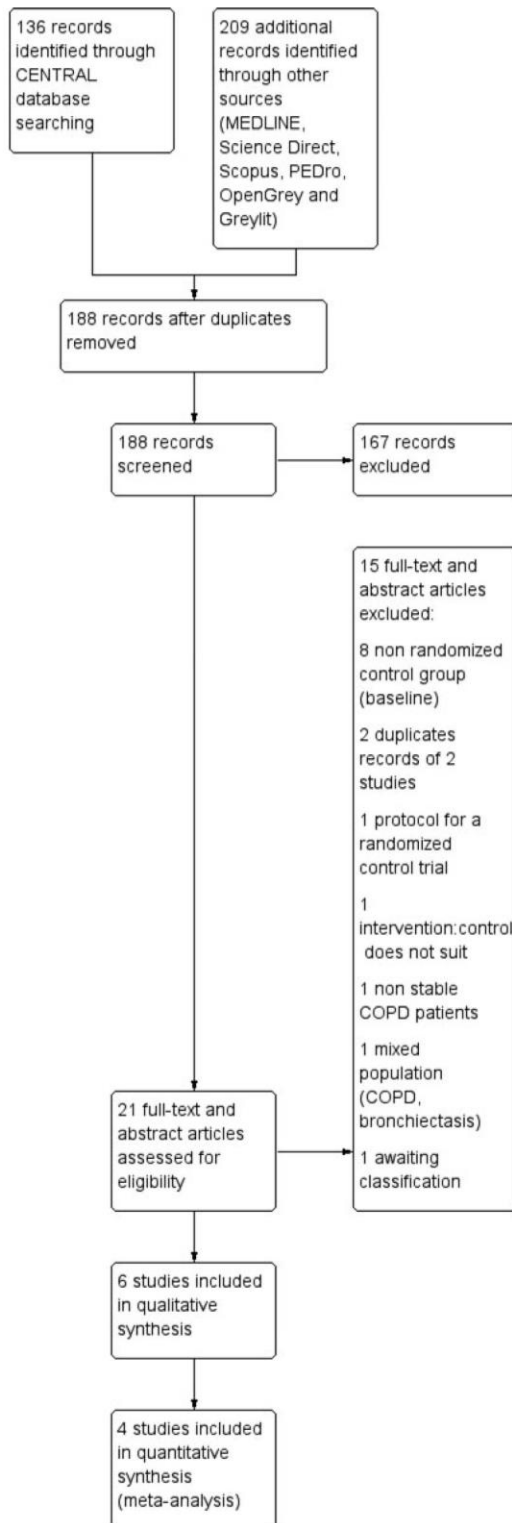 136 records
identified through
CENTRAL
database
searching
209 additional
records identified
through other
sources
(MEDLINE,
Science Direct,
Scopus, PEDro,
OpenGrey and
Greylit)
188 records after duplicates
removed
188 records
screened
167 records
excluded
15 full-text and
abstract articles
excluded:
8 non randomized
control group
(baseline)
2 duplicates
records of 2
studies
1 protocol for a
randomized
control trial
1
intervention:control
does not suit
1 non stable
COPD patients
1 mixed
population
(COPD,
bronchiectasis)
1 awaiting
classification
21 full-text and
abstract articles
assessed for
eligibility
6 studies included
in qualitative
synthesis
4 studies included
in quantitative
synthesis
(meta-analysis)